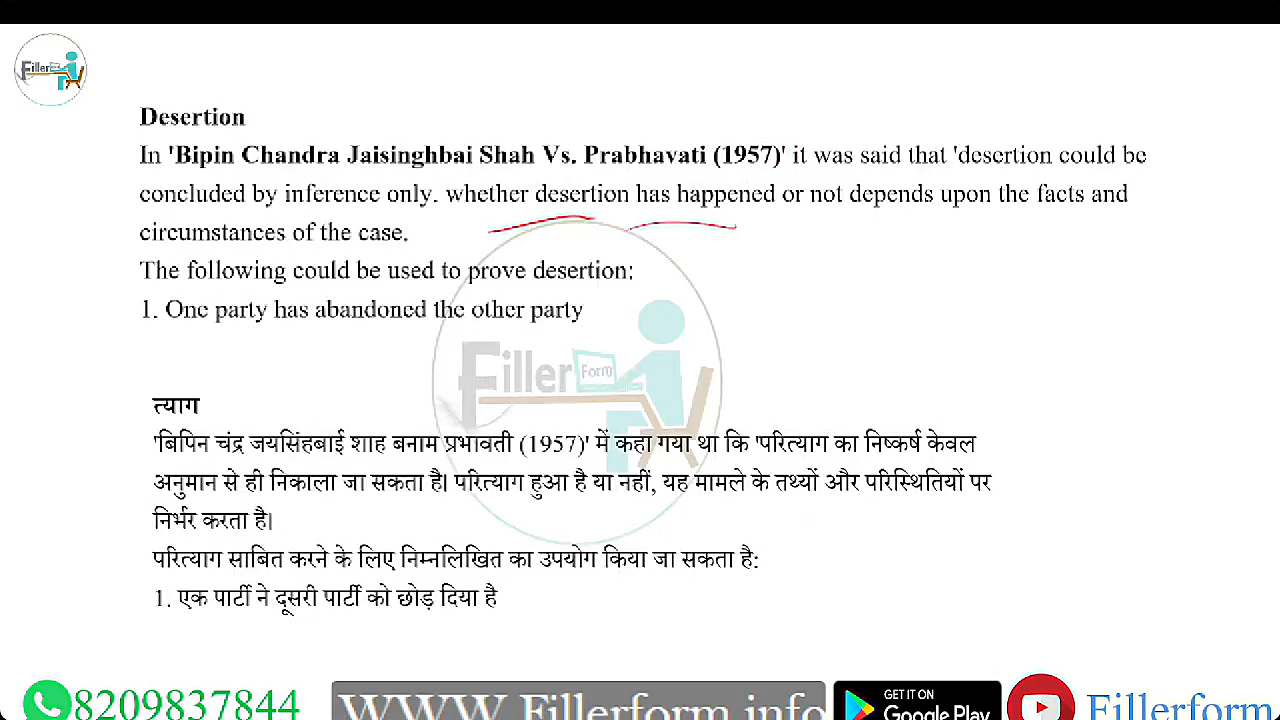 Filler
Desertion
In 'Bipin Chandra Jaisinghbai Shah Vs. Prabhavati (1957)' it was said that 'desertion could be
concluded by inference only. whether desertion has happened or not depends upon the facts and
circumstances of the case.
The following could be used to prove desertion:
1. One party has abandoned the other party
Filler Form
त्याग
'बिपिन चंद्र जयसिंहबाई शाह बनाम प्रभावती (1957)' में कहा गया था कि 'परित्याग का निष्कर्ष केवल
अनुमान से ही निकाला जा सकता है। परित्याग हुआ है या नहीं, यह मामले के तथ्यों और परिस्थितियों पर
निर्भर करता है।
परित्याग साबित करने के लिए निम्नलिखित का उपयोग किया जा सकता है:
1. एक पार्टी ने दूसरी पार्टी को छोड़ दिया है
8209837844
WWW.Fillerform.info
GET IT ON
Google Play
Fillerform